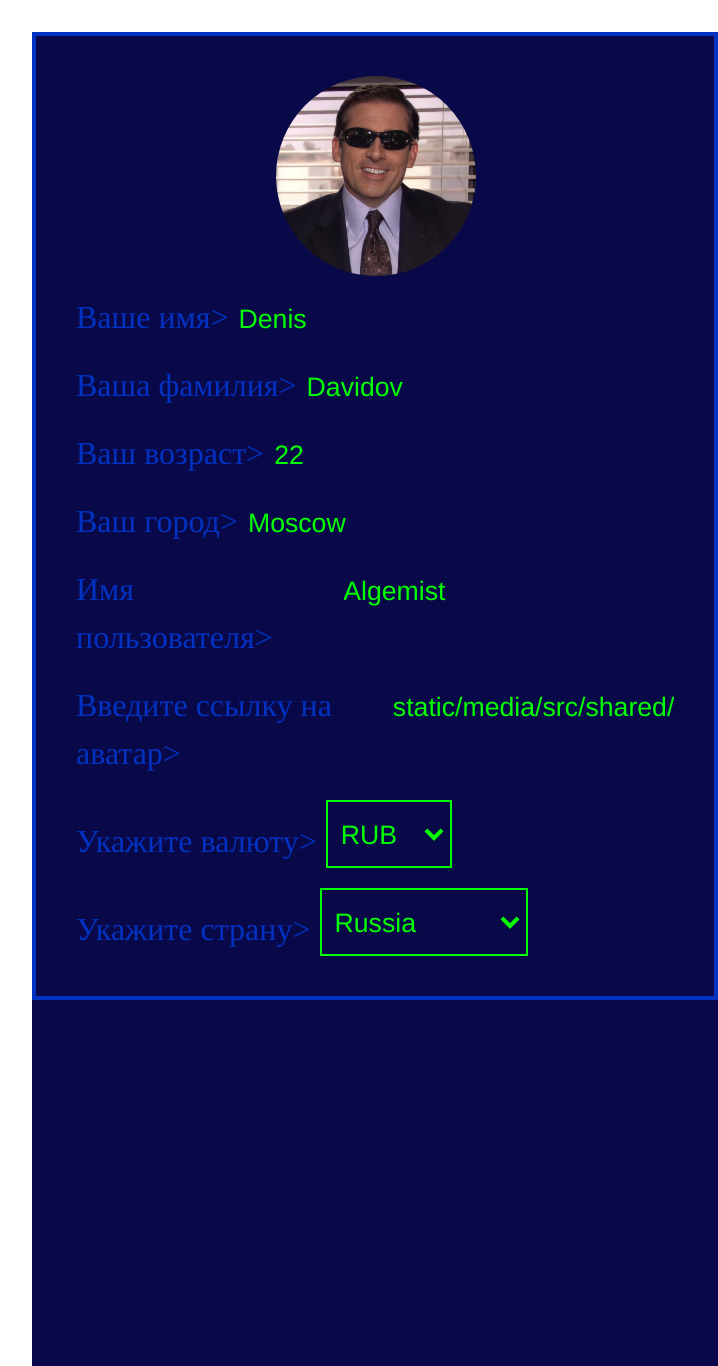 Ваше имя> Denis
Ваша фамилия> Davidov
Ваш возраст> 22
Ваш город> Moscow
Имя Algemist
пользователя>
Введите ссылку на static/media/src/shared/
аватар>
Укажите валюту> RUB
Укажите страну> Russia